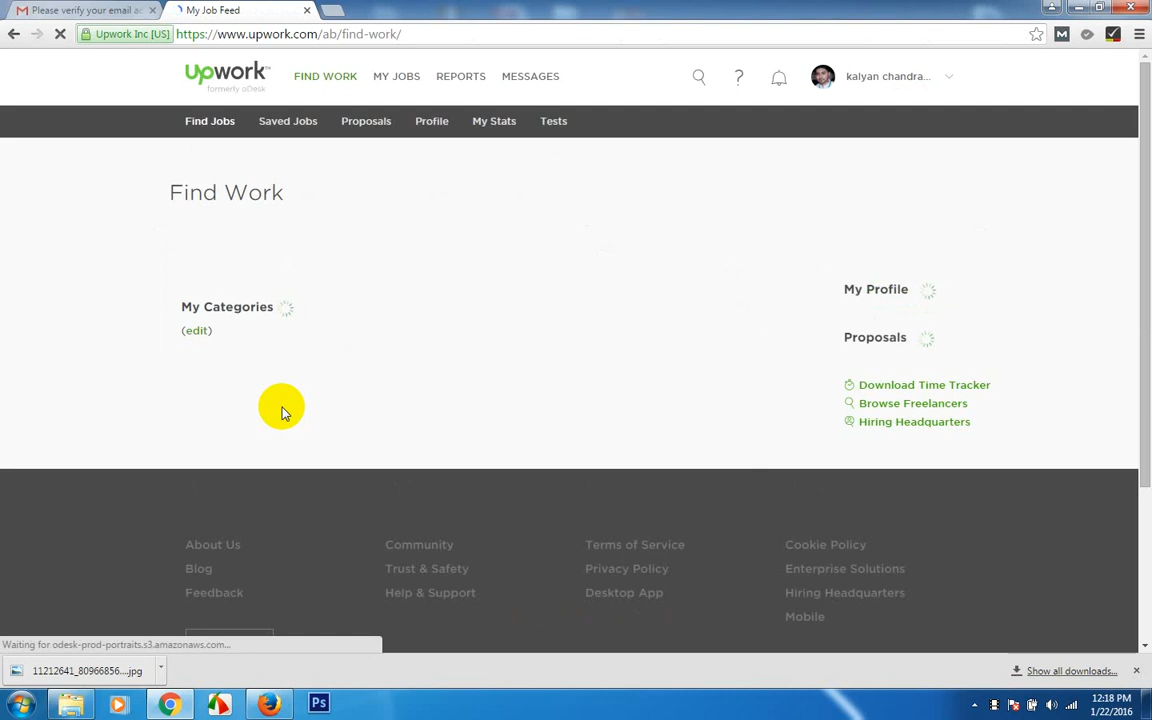 Please verify your email ac
My Job Feed
Upwork Inc [US]
https://www.upwork.com/ab/find-work/
M
upwork™
formerly oDesk
FIND WORK
MY JOBS
REPORTS
MESSAGES
?
kalyan chandra...
Find Jobs
Saved Jobs
Proposals
Profile
My Stats
Tests
Find Work
My Categories
(edit)
My Profile
Proposals
Download Time Tracker
Browse Freelancers
Hiring Headquarters
About Us
Community
Terms of Service
Cookie Policy
Blog
Trust & Safety
Privacy Policy
Enterprise Solutions
Feedback
Help & Support
Desktop App
Hiring Headquarters
Mobile
Waiting for odesk-prod-portraits.s3.amazonaws.com...
11212641_80966856....jpg
Show all downloads...
Ps
12:18 PM
1/22/2016